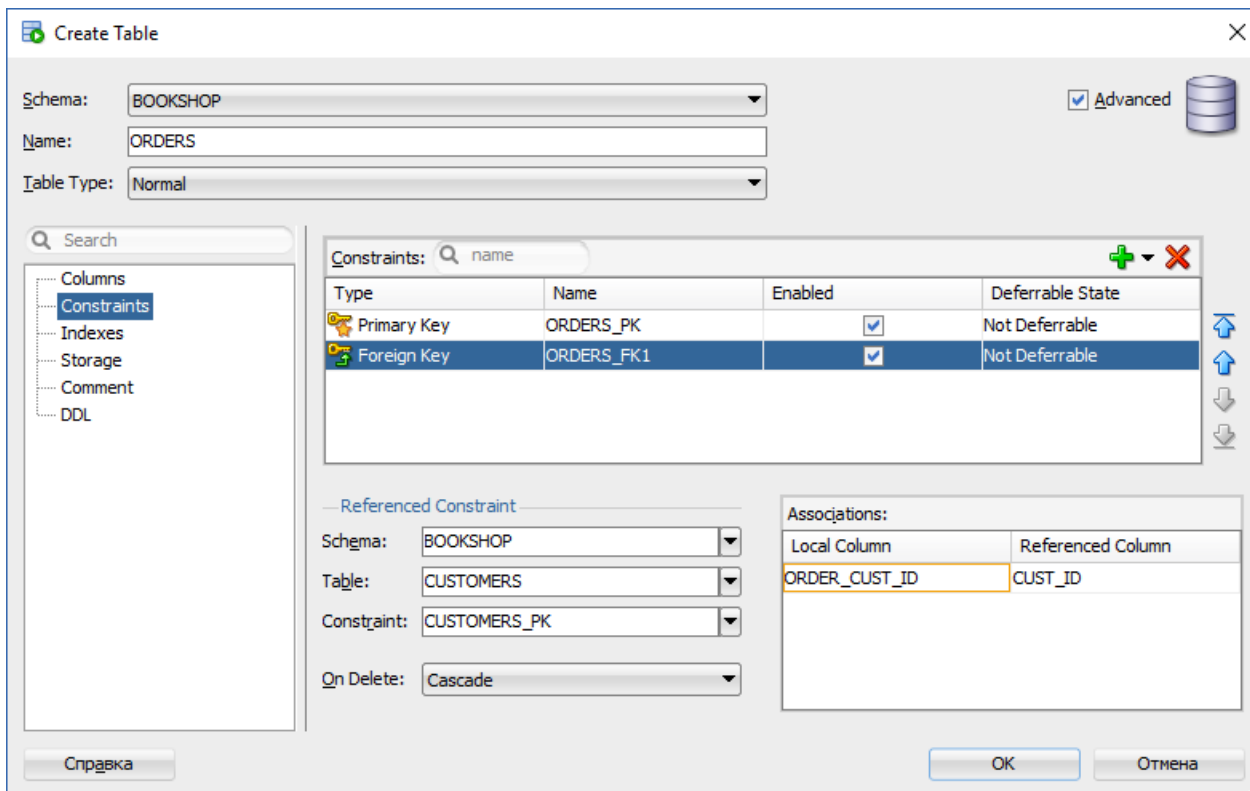 Create Table
Schema: BOOKSHOP Advanced
Name: ORDERS
Table Type: Normal
Search
Columns
Constraints
Indexes
Storage
Comment
DDL
Constraints: name
Type Name Enabled Deferrable State
Primary Key ORDERS_PK Not Deferrable
Foreign Key ORDERS_FK1 Not Deferrable
Referenced Constraint
Schema: BOOKSHOP
Table: CUSTOMERS
Constraint: CUSTOMERS_PK
On Delete: Cascade
Associations:
Local Column Referenced Column
ORDER_CUST_ID CUST_ID
Справка OK Отмена